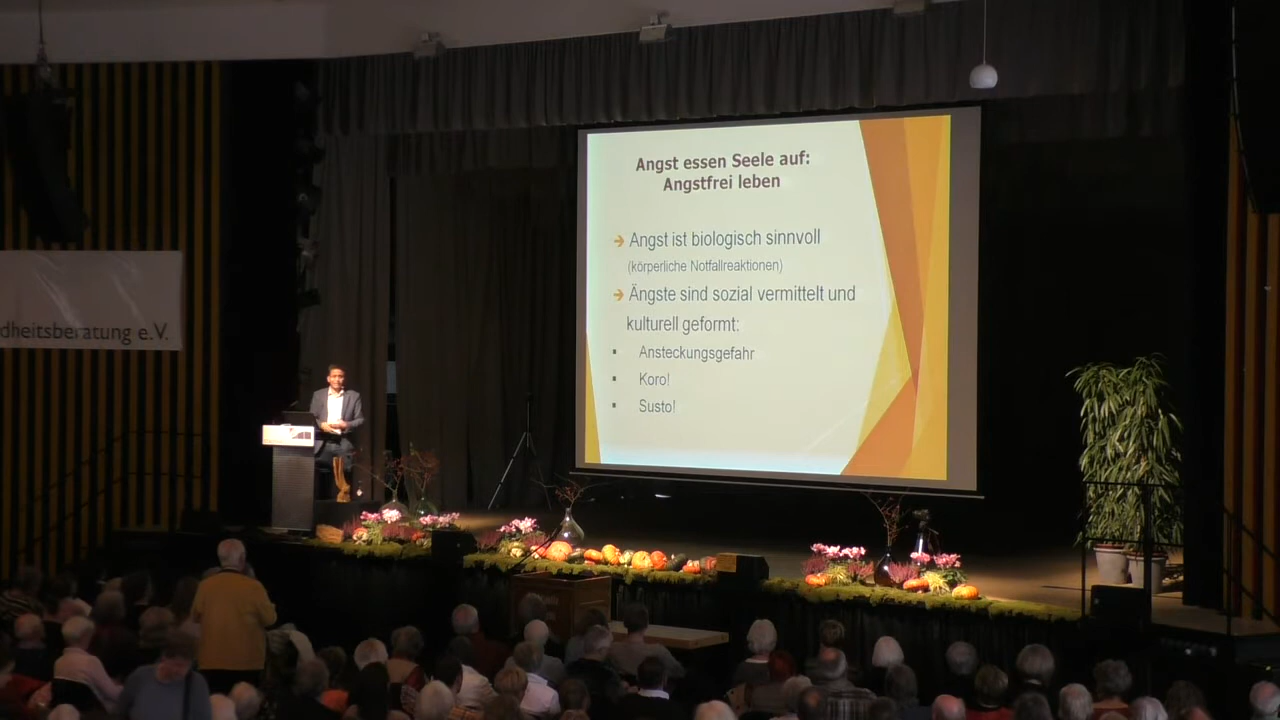 Angst essen Seele auf:
Angstfrei leben
➔ Angst ist biologisch sinnvoll
(körperliche Notfallreaktionen)
➔ Ängste sind sozial vermittelt und
kulturell geformt:
▪ Ansteckungsgefahr
▪ Koro!
▪ Susto!
dheitsberatung e.V.